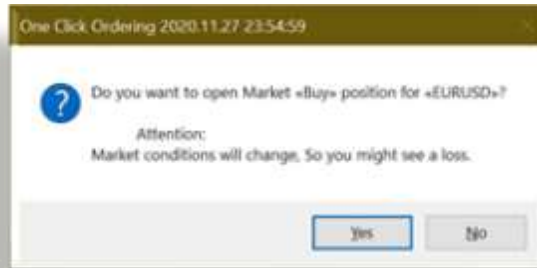 One Click Ordering 2020.11.27 23:54:59
Do you want to open Market «Buy» position for «EURUSD»?
Attention:
Market conditions will change, So you might see a loss.
Yes
No